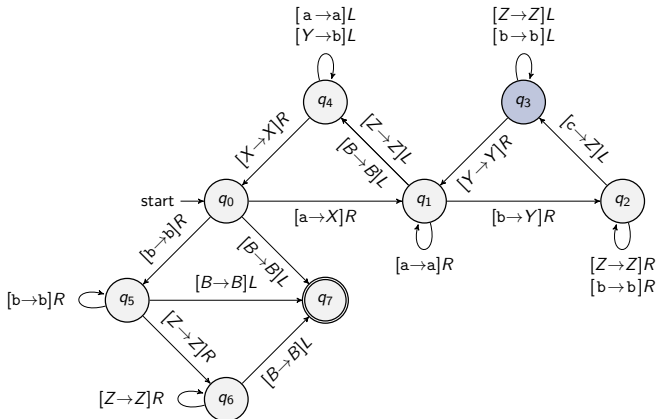 [a→a]L
[Y→b]L
[Z→Z]L
[b→b]L
q4
q3
[X→X]R
[Z→Z]L
[B→B]L
[Y→Y]R
[c→Z]L
start
q0
[a→X]R
q1
[b→Y]R
q2
[b→b]R
[B→B]L
[a→a]R
[Z→Z]R
[b→b]R
[b→b]R
q5
[B→B]L
q7
[Z→Z]R
[B→B]L
[Z→Z]R
q6